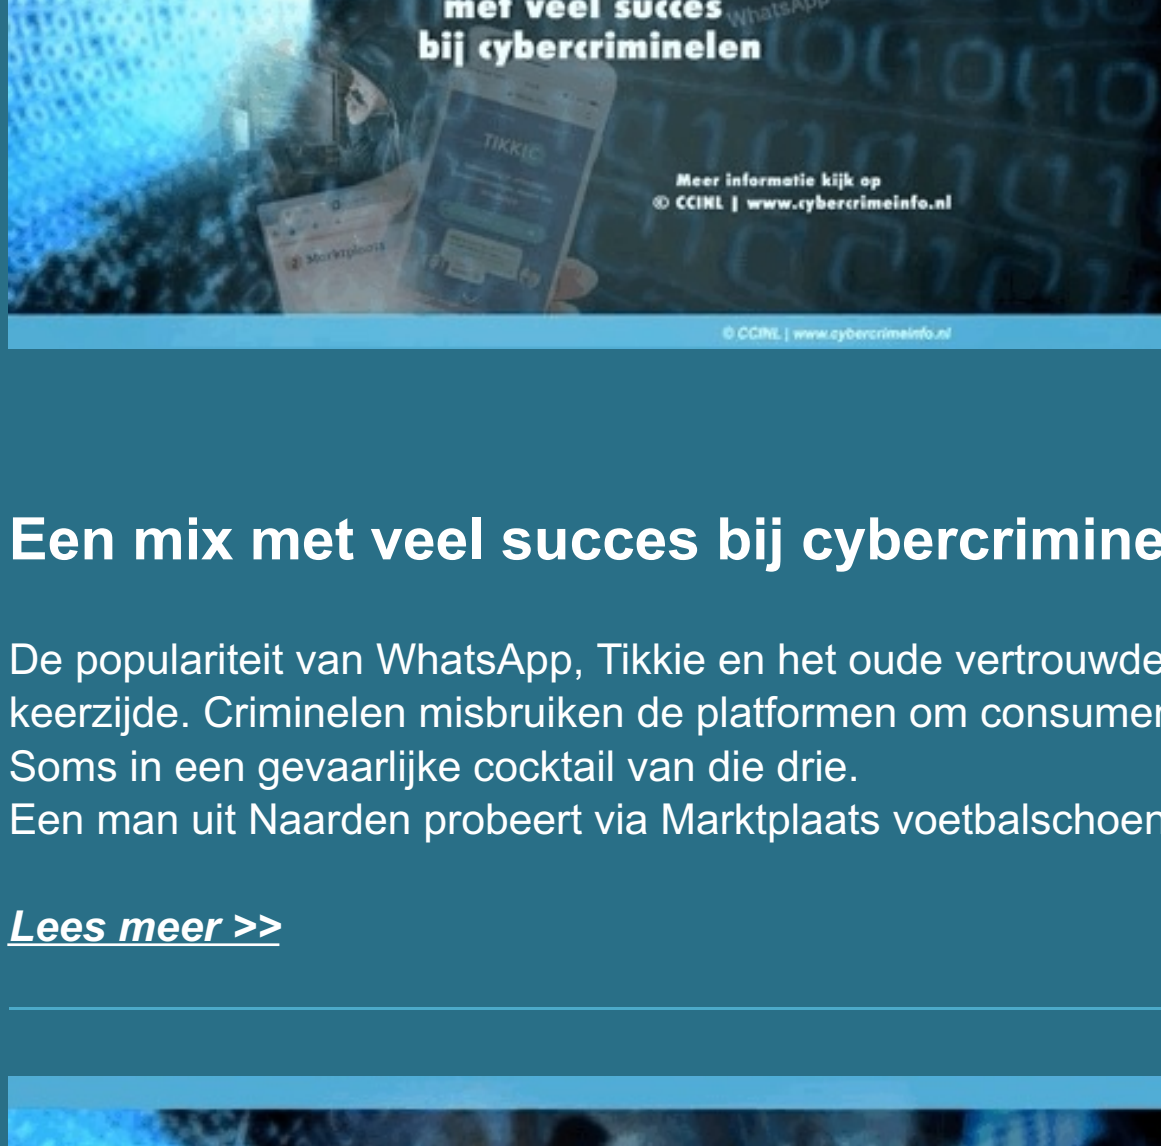 met veel succes
WhatsApp
bij cybercriminelen
TIKKIE
Meer informatie kijk op
© CCINL | www.cybercrimeinfo.nl
Marktplaats
© CCINL | www.cybercrimeinfo.nl
Een mix met veel succes bij cybercrimine
De populariteit van WhatsApp, Tikkie en het oude vertrouwde
keerzijde. Criminelen misbruiken de platformen om consumen
Soms in een gevaarlijke cocktail van die drie.
Een man uit Naarden probeert via Marktplaats voetbalschoen
Lees meer >>